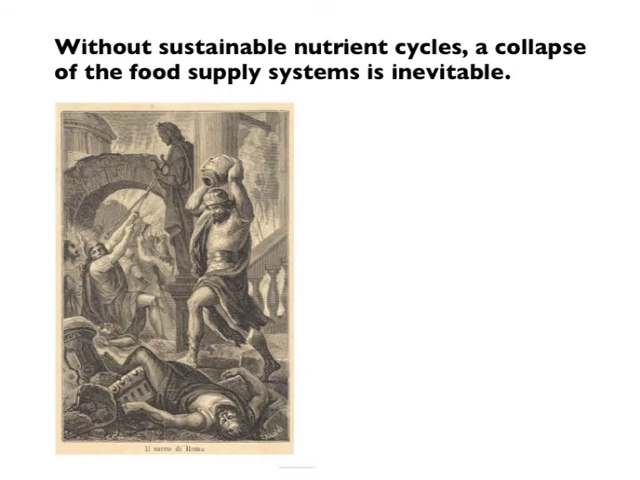 Without sustainable nutrient cycles, a collapse
of the food supply systems is inevitable.
Il sacco di Roma